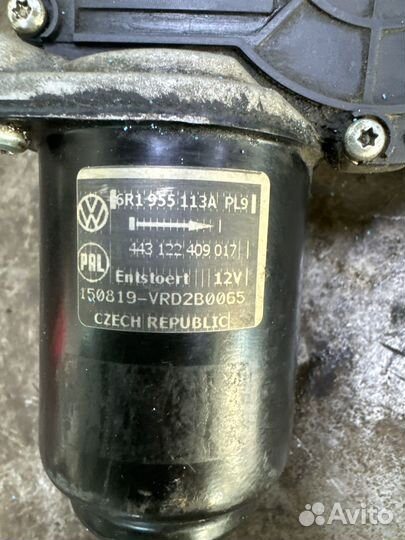 6R1 955 113A PL9
443 122 409 017
PAL
Entstoert 12V
150819-VRD2B0065
CZECH REPUBLIC
Avito